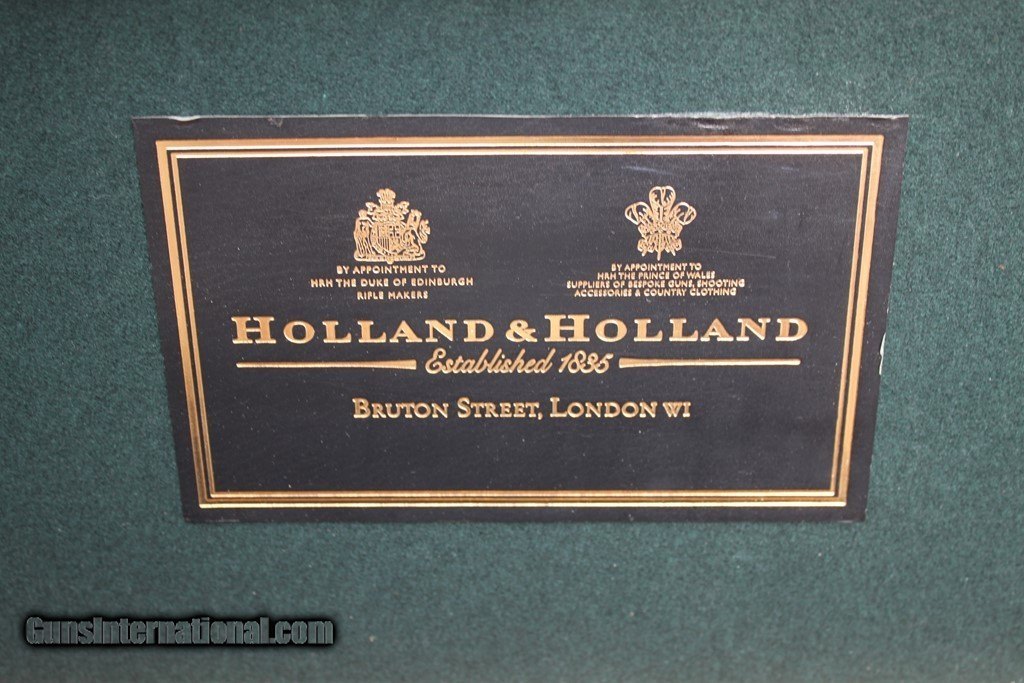 BY APPOINTMENT TO
HRH THE DUKE OF EDINBURGH
RIFLE MAKERS
BY APPOINTMENT TO
HRH THE PRINCE OF WALES
SUPPLIERS OF BESPOKE GUNS, SHOOTING
ACCESSORIES & COUNTRY CLOTHING
HOLLAND & HOLLAND
Established 1835
BRUTON STREET, LONDON W1
GunsInternational.com